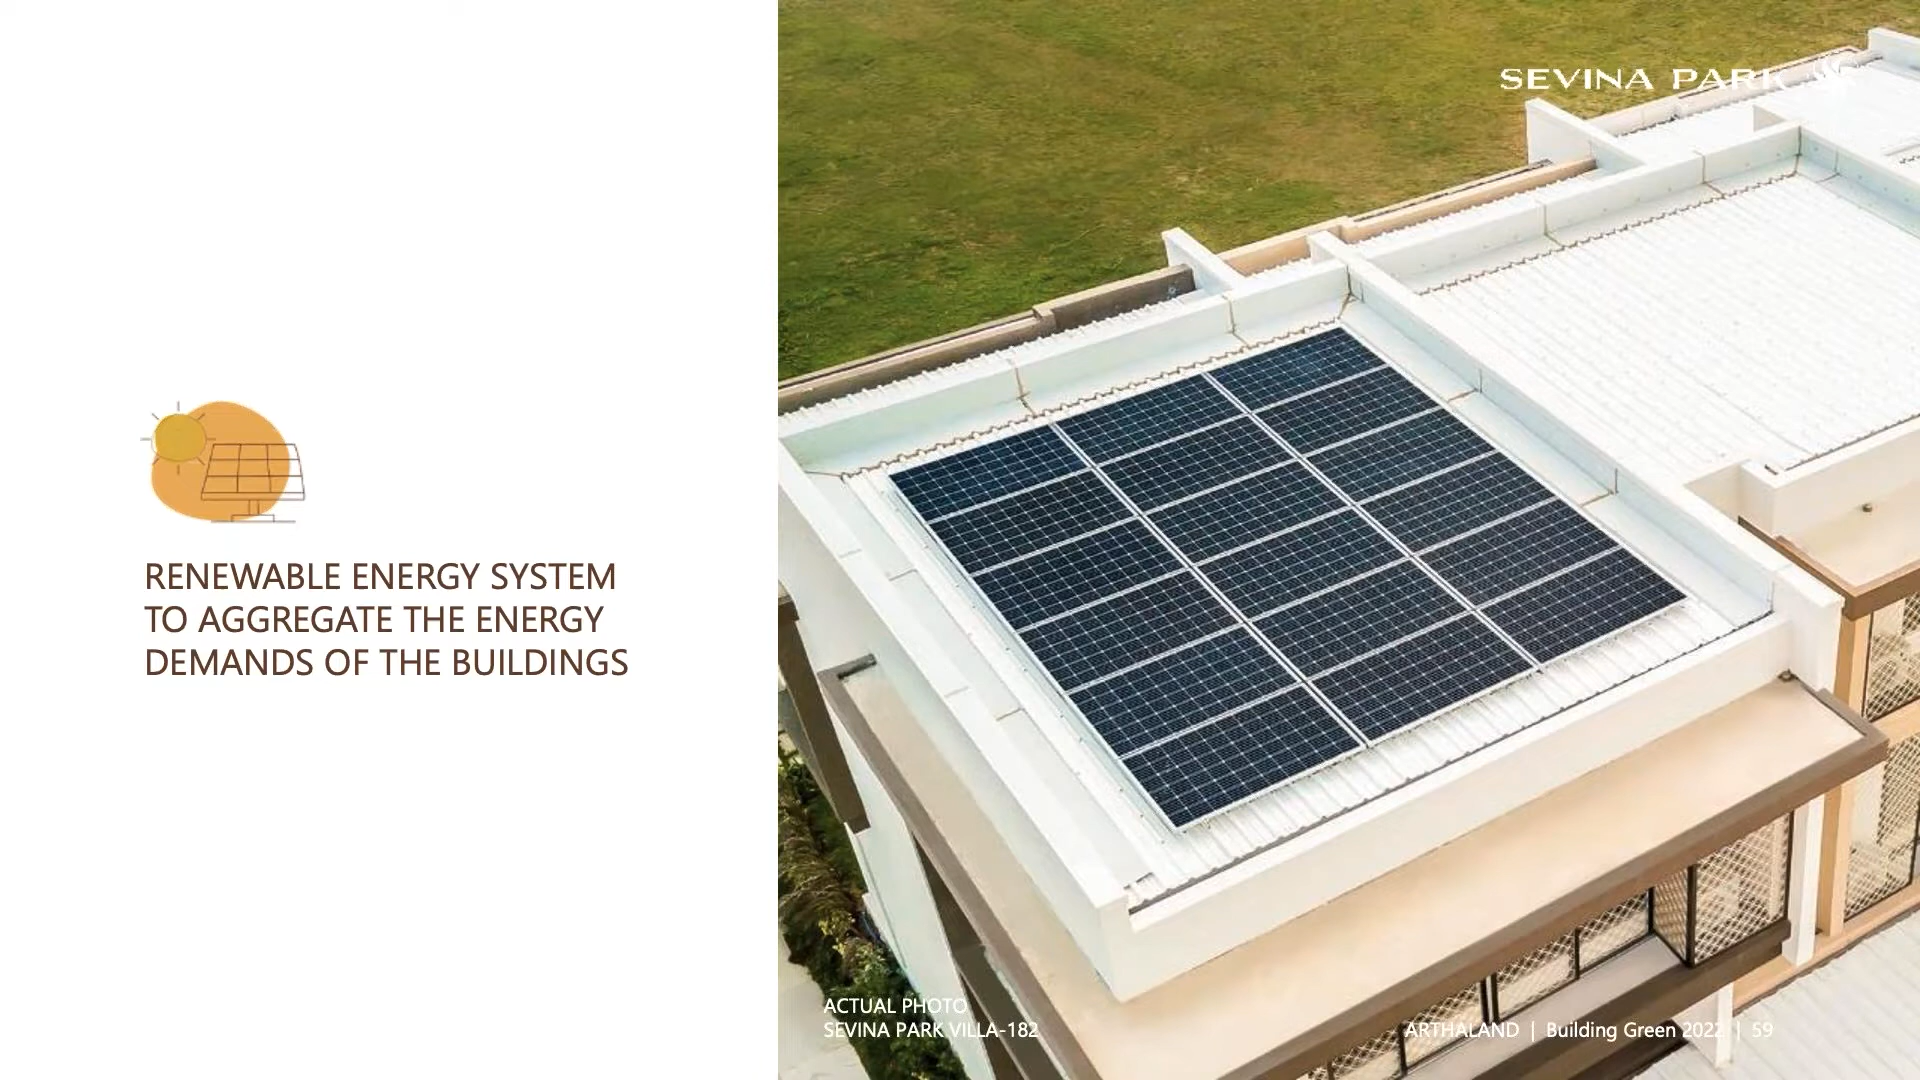 SEVINA PARK
RENEWABLE ENERGY SYSTEM
TO AGGREGATE THE ENERGY
DEMANDS OF THE BUILDINGS
ACTUAL PHOTO
SEVINA PARK VILLA-182
ARTHALAND | Building Green 2022 | 59